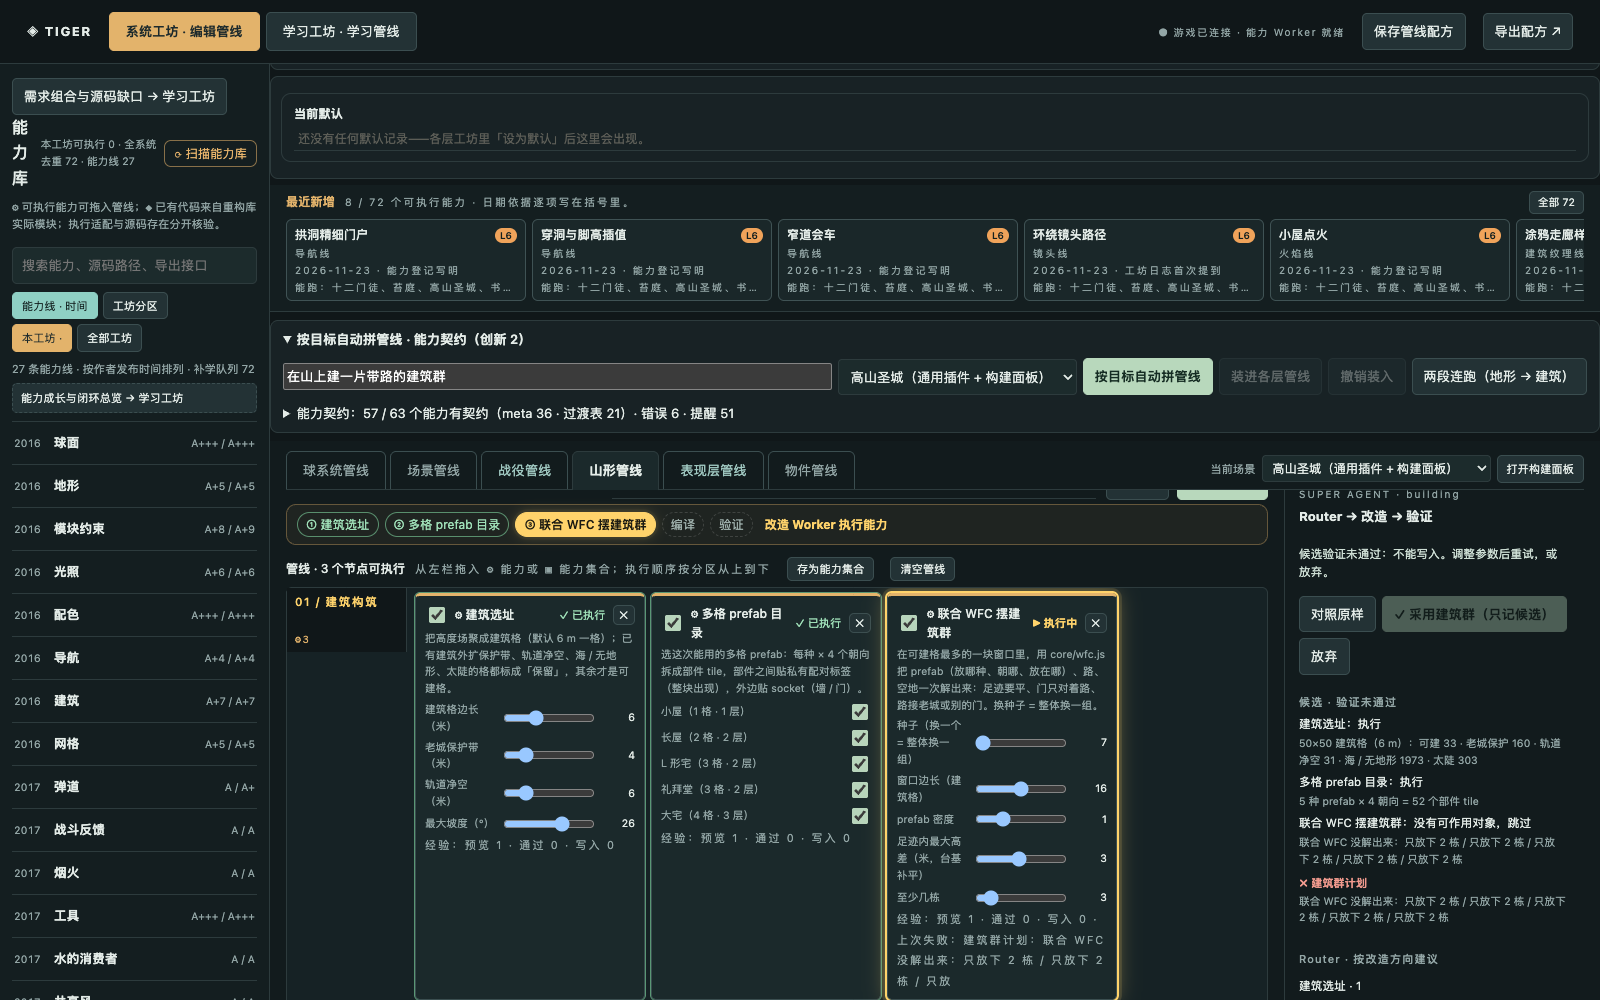 ◈ TIGER
系统工坊 · 编辑管线
学习工坊 · 学习管线
游戏已连接 · 能力 Worker 就绪
保存管线配方
导出配方 ↗
需求组合与源码缺口 → 学习工坊
能力库
本工坊可执行 0 · 全系统去重 72 · 能力线 27
⟳ 扫描能力库
⚙ 可执行能力可拖入管线；◆ 已有代码来自重构库
实际模块；执行适配与源码存在分开核验。
搜索能力、源码路径、导出接口
能力线 · 时间
工坊分区
本工坊 ·
全部工坊
27 条能力线 · 按作者发布时间排列 · 补学队列 72
能力成长与闭环总览 → 学习工坊
2016 球面 A+++ / A+++
2016 地形 A+5 / A+5
2016 模块约束 A+8 / A+9
2016 光照 A+6 / A+6
2016 配色 A+++ / A+++
2016 导航 A+4 / A+4
2016 建筑 A+7 / A+7
2016 网格 A+5 / A+5
2017 弹道 A / A+
2017 战斗反馈 A / A
2017 烟火 A / A
2017 工具 A+++ / A+++
2017 水的消费者 A / A
当前默认
还没有任何默认记录——各层工坊里「设为默认」后这里会出现。
最近新增 8 / 72 个可执行能力 · 日期依据逐项写在括号里。
全部 72
拱洞精细门户 L6
导航线
2026-11-23 · 能力登记写明
能跑：十二门徒、苔庭、高山圣城、书…
穿洞与脚高插值 L6
导航线
2026-11-23 · 能力登记写明
能跑：十二门徒、苔庭、高山圣城、书…
窄道会车 L6
导航线
2026-11-23 · 能力登记写明
能跑：十二门徒、苔庭、高山圣城、书…
环绕镜头路径 L6
镜头线
2026-11-23 · 工坊日志首次提到
能跑：十二门徒、苔庭、高山圣城、书…
小屋点火 L6
火焰线
2026-11-23 · 能力登记写明
能跑：十二门徒、苔庭、高山圣城、书…
涂鸦走廊样
建筑纹理线
2026-11-
能跑：十二
▼ 按目标自动拼管线 · 能力契约（创新 2）
在山上建一片带路的建筑群
高山圣城（通用插件 + 构建面板）
按目标自动拼管线
装进各层管线
撤销装入
两段连跑（地形 → 建筑）
▶ 能力契约：57 / 63 个能力有契约（meta 36 · 过渡表 21）· 错误 6 · 提醒 51
球系统管线
场景管线
战役管线
山形管线
表现层管线
物件管线
当前场景
高山圣城（通用插件 + 构建面板）
打开构建面板
① 建筑选址
② 多格 prefab 目录
③ 联合 WFC 摆建筑群
编译
验证
改造 Worker 执行能力
管线 · 3 个节点可执行 从左栏拖入 ⚙ 能力或 ▣ 能力集合；执行顺序按分区从上到下
存为能力集合
清空管线
01 / 建筑构筑
⚙3
⚙ 建筑选址 ✓ 已执行 ✕
把高度场聚成建筑格（默认 6 m 一格）；已
有建筑外扩保护带、轨道净空、海 / 无地
形、太陡的格都标成「保留」，其余才是可
建格。
建筑格边长（米） 6
老城保护带（米） 4
轨道净空（米） 6
最大坡度（°） 26
经验：预览 1 · 通过 0 · 写入 0
⚙ 多格 prefab 目录 ✓ 已执行 ✕
选这次能用的多格 prefab：每种 × 4 个朝向
拆成部件 tile，部件之间贴私有配对标签
（整块出现），外边贴 socket（墙 / 门）。
小屋（1 格 · 1 层）
长屋（2 格 · 2 层）
L 形宅（3 格 · 2 层）
礼拜堂（3 格 · 2 层）
大宅（4 格 · 3 层）
经验：预览 1 · 通过 0 · 写入 0
⚙ 联合 WFC 摆建筑群 ▶ 执行中 ✕
在可建格最多的一块窗口里，用 core/wfc.js
把 prefab（放哪种、朝哪、放在哪）、路、
空地一次解出来：足迹要平、门只对着路、
路接老城或别的门。换种子 = 整体换一组。
种子（换一个 = 整体换一组） 7
窗口边长（建筑格） 16
prefab 密度 1
足迹内最大高差（米，台基补平） 3
至少几栋 3
经验：预览 1 · 通过 0 · 写入 0 ·
上次失败：建筑群计划：联合 WFC
没解出来：只放下 2 栋 / 只放下 2
栋 / 只放
SUPER AGENT · building
Router → 改造 → 验证
候选验证未通过：不能写入。调整参数后重试，或
放弃。
对照原样
✓ 采用建筑群（只记候选）
放弃
候选 · 验证未通过
建筑选址：执行
50×50 建筑格（6 m）：可建 33 · 老城保护 160 · 轨道
净空 31 · 海 / 无地形 1973 · 太陡 303
多格 prefab 目录：执行
5 种 prefab × 4 朝向 = 52 个部件 tile
联合 WFC 摆建筑群：没有可作用对象，跳过
联合 WFC 没解出来：只放下 2 栋 / 只放下 2 栋 / 只放
下 2 栋 / 只放下 2 栋 / 只放下 2 栋
✕ 建筑群计划
联合 WFC 没解出来：只放下 2 栋 / 只放下 2 栋 / 只放下
2 栋 / 只放下 2 栋 / 只放下 2 栋
Router · 按改造方向建议
建筑选址 · 1